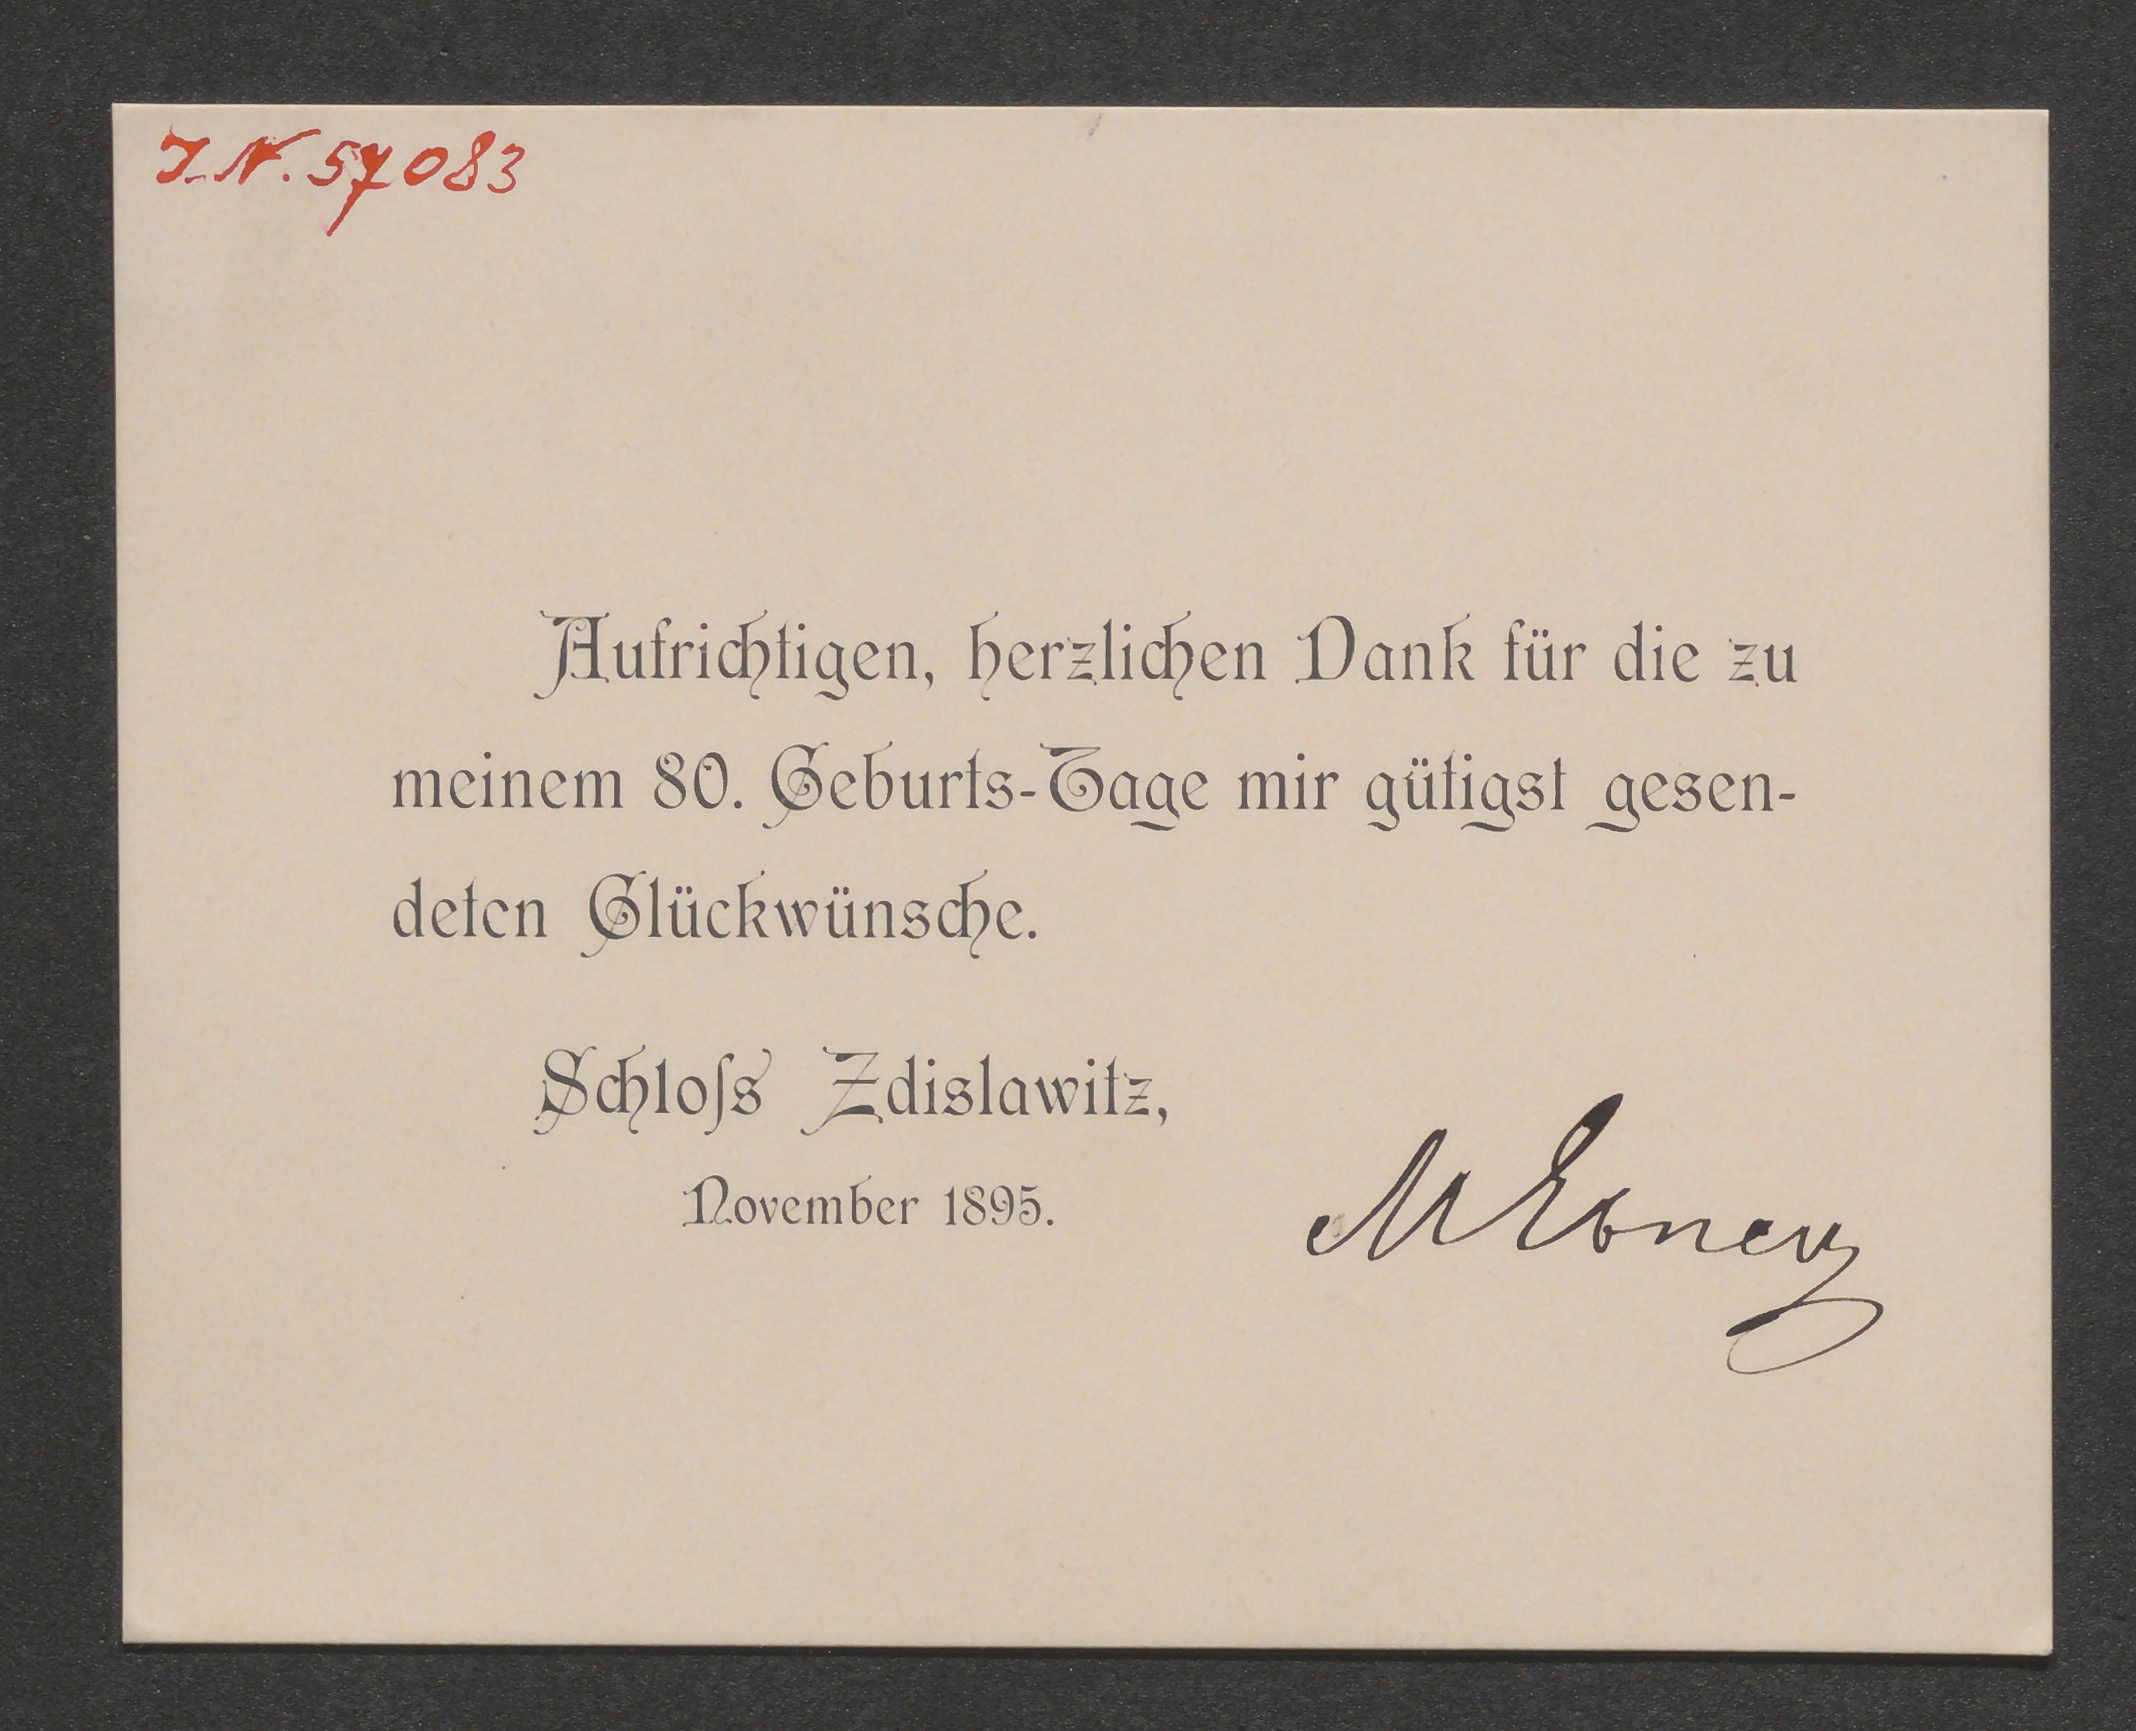 I. N. 57083
Aufrichtigen, herzlichen Dank für die zu
meinem 80. Geburts-Tage mir gütigst gesen-
deten Glückwünsche.
Schloſs Zdislawitz,
November 1895.
MEbner